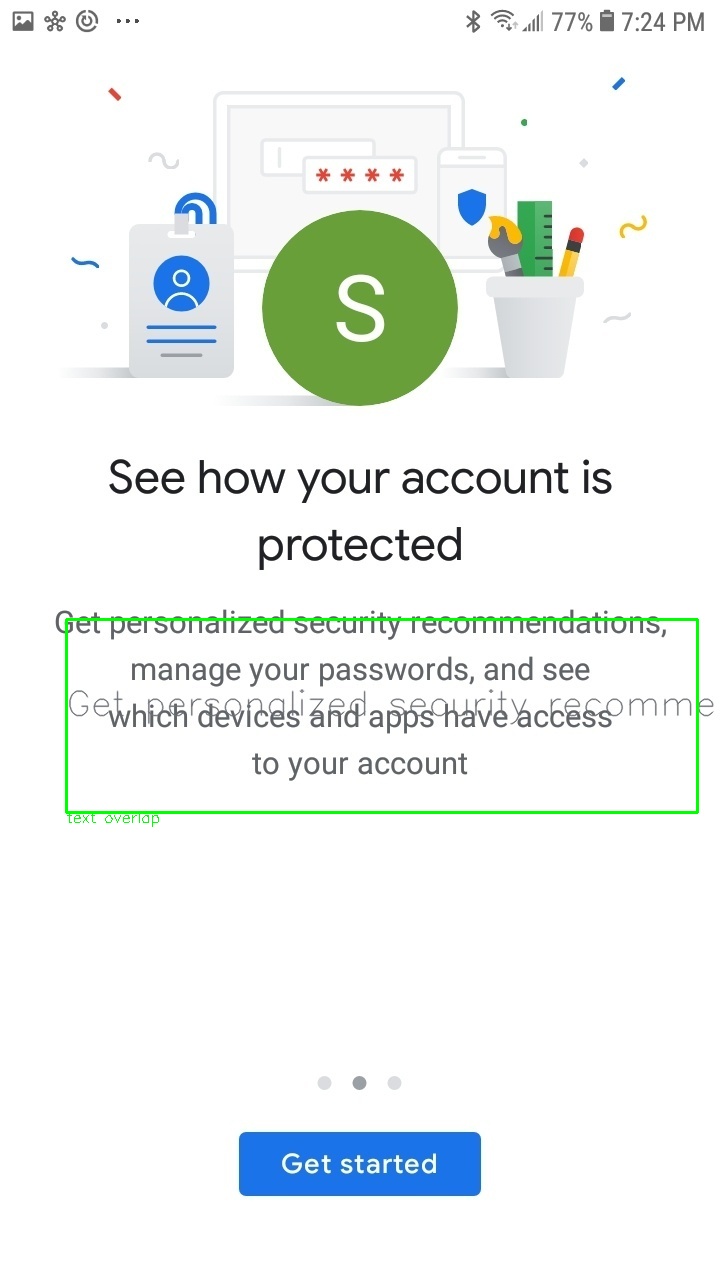 77% 7:24 PM
* * * *
S
See how your account is
protected
Get personalized security recommendations,
manage your passwords, and see
Get personalized security recomme
which devices and apps have access
to your account
text overlap
Get started